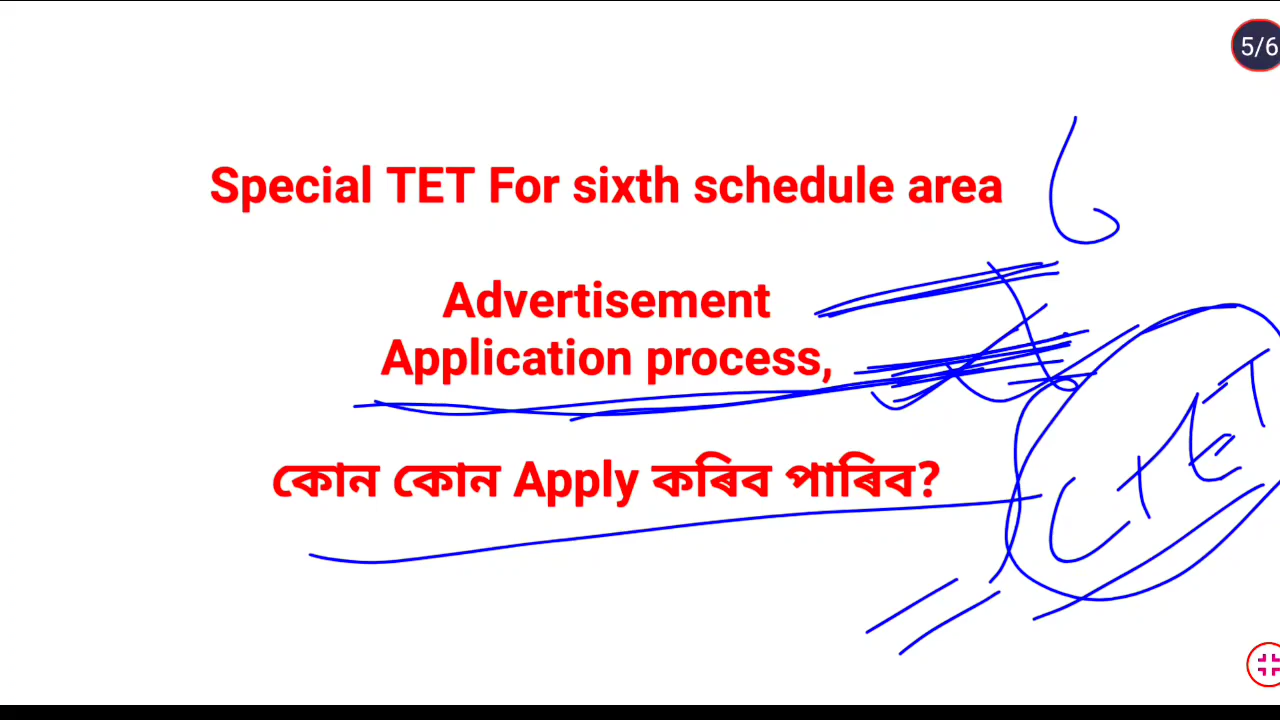 5/6
Special TET For sixth schedule area
Advertisement
Application process,
কোন কোন Apply কৰিব পাৰিব?
CTET